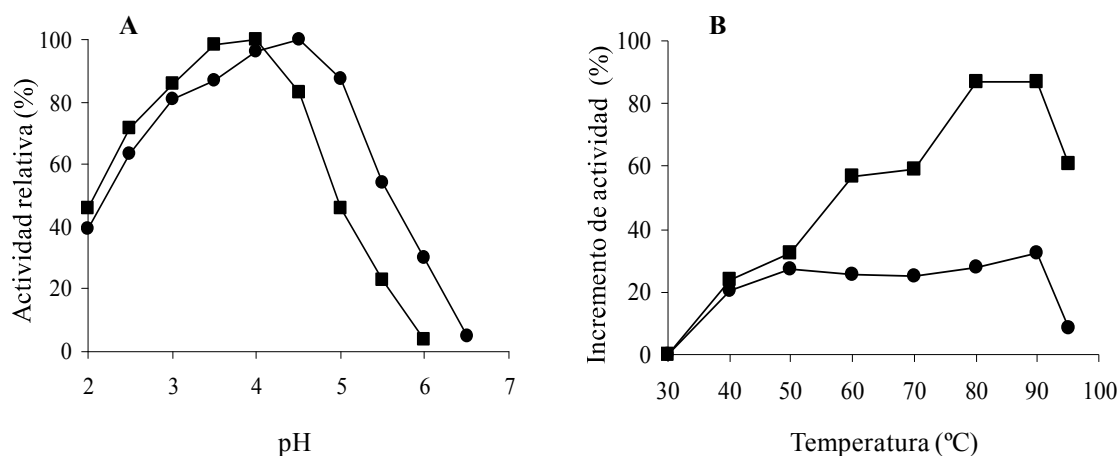 A
Actividad relativa (%)
100
80
60
40
20
0
2 3 4 5 6 7
pH
B
Incremento de actividad (%)
100
80
60
40
20
0
30 40 50 60 70 80 90 100
Temperatura (ºC)